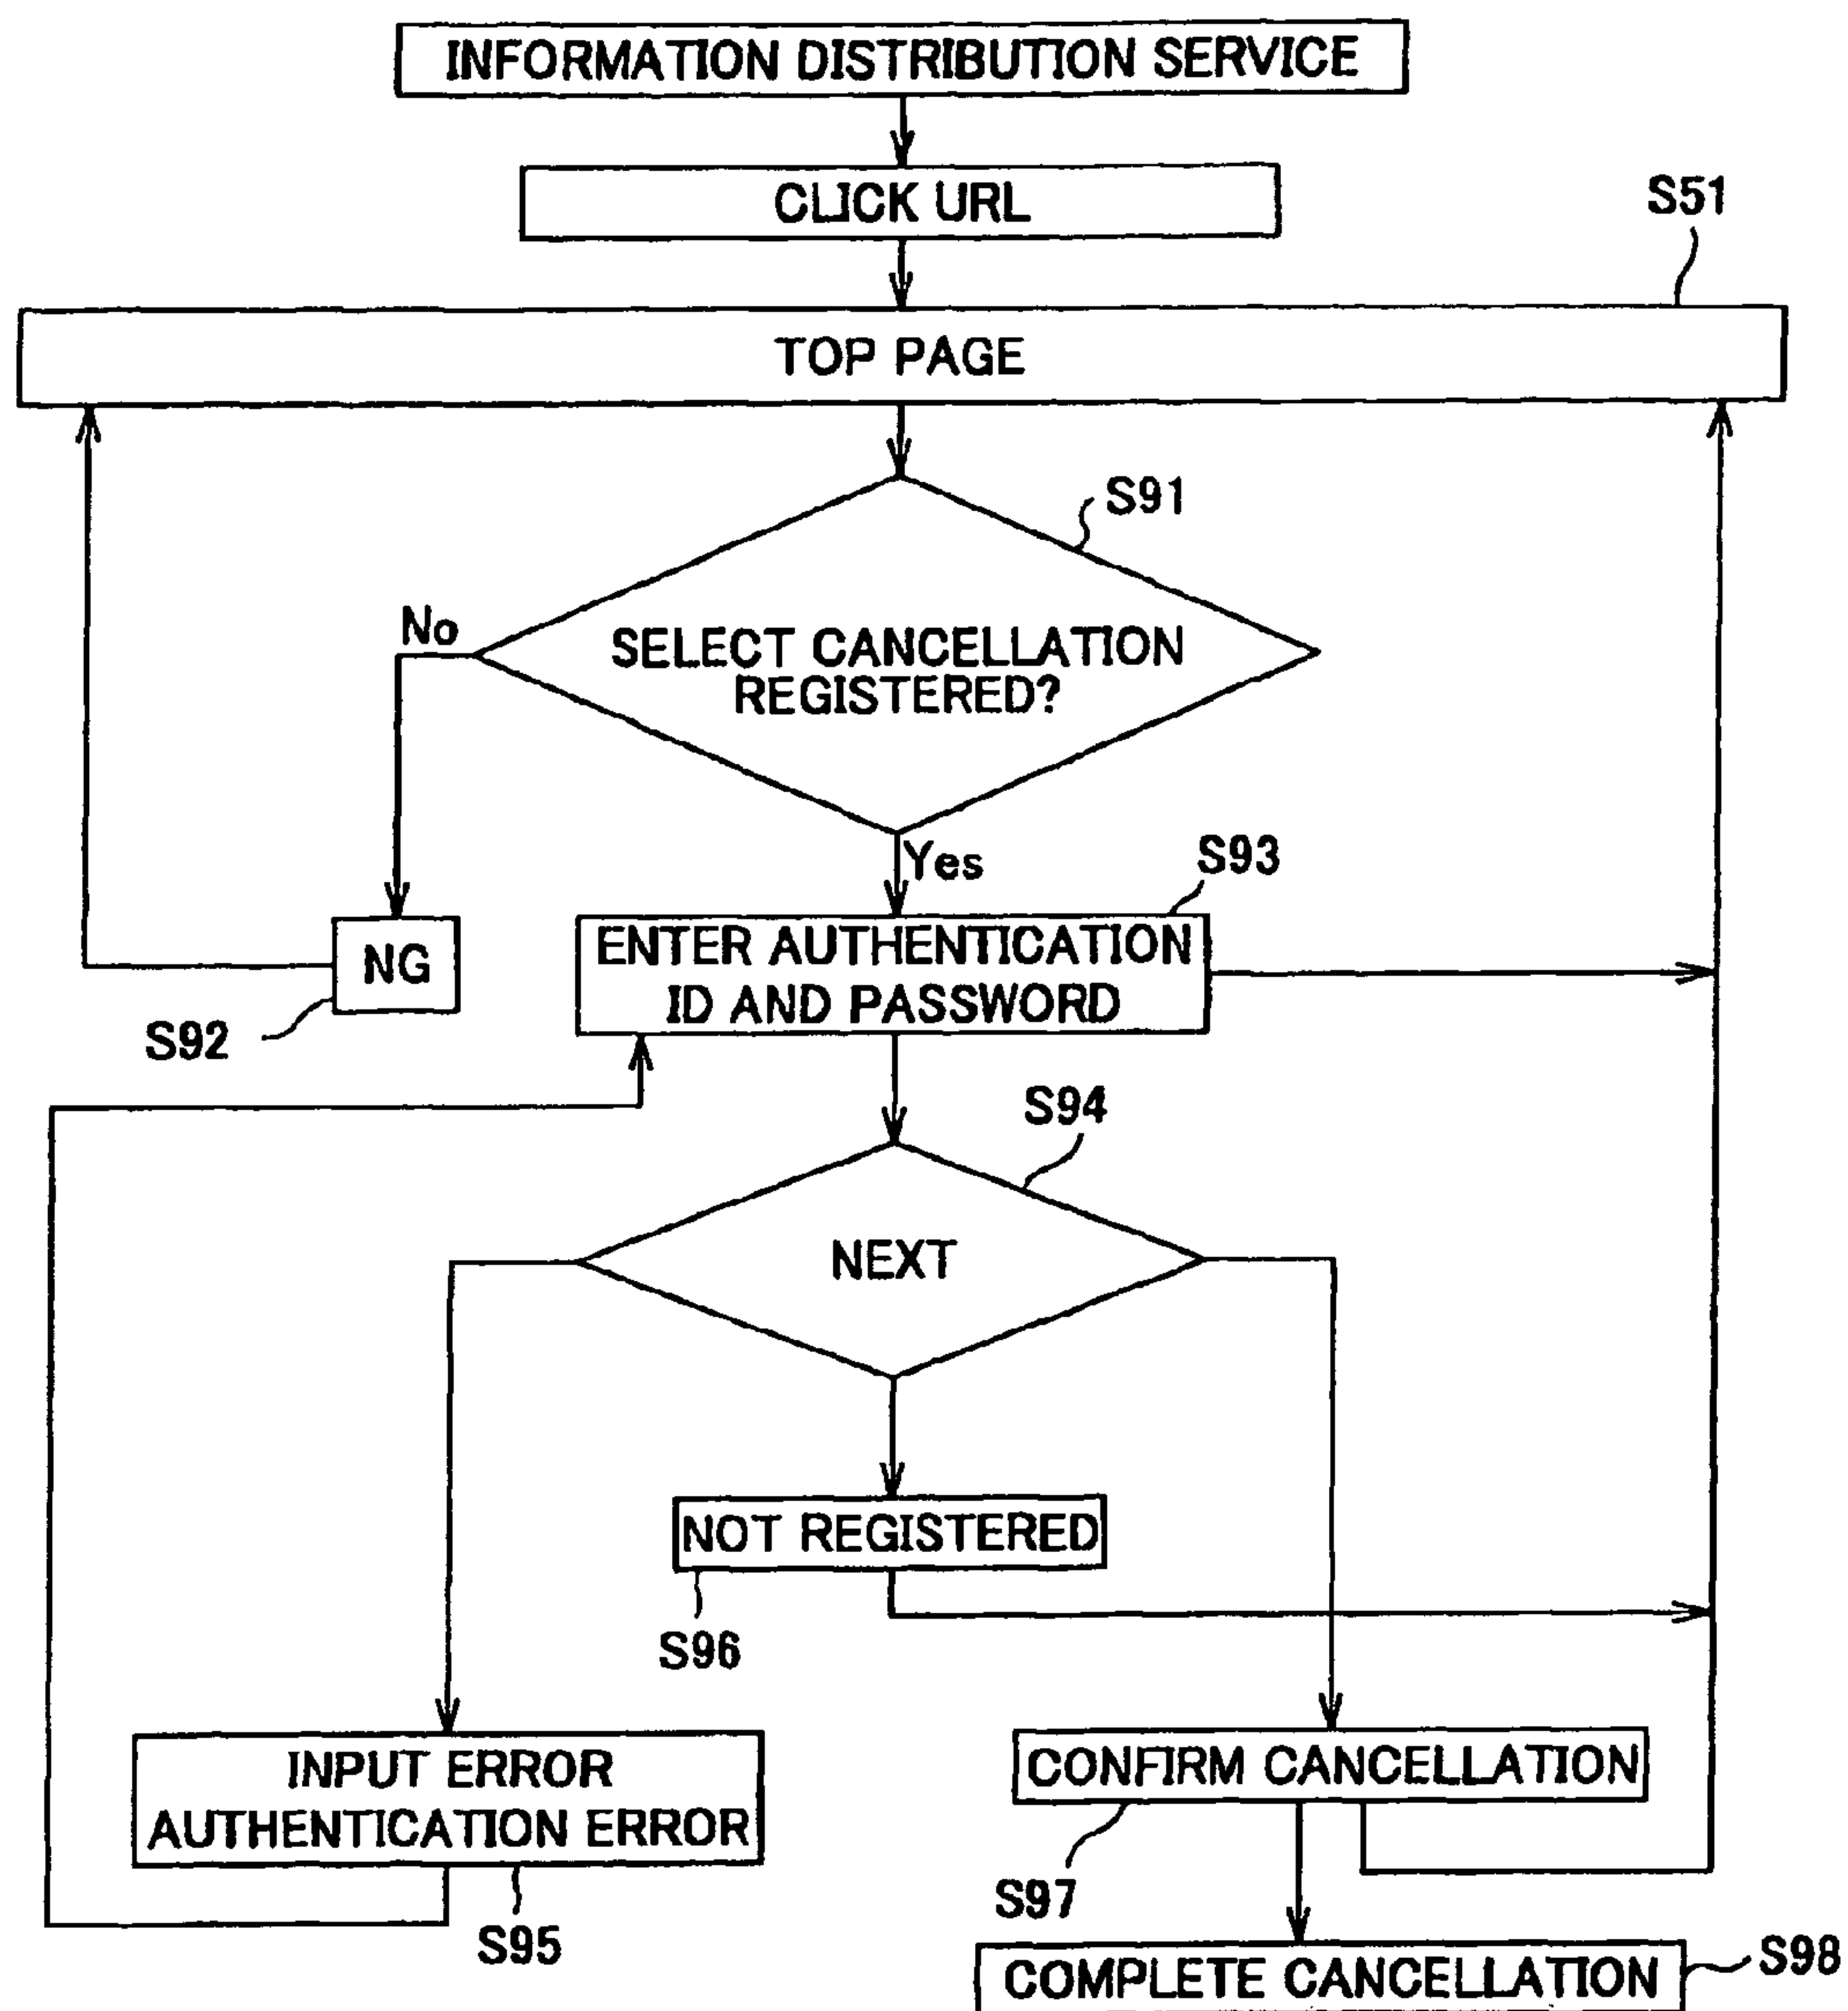 INFORMATION DISTRIBUTION SERVICE
CLICK URL
S51
TOP PAGE
S91
No
SELECT CANCELLATION
REGISTERED?
Yes
S93
NG
ENTER AUTHENTICATION
ID AND PASSWORD
S92
S94
NEXT
NOT REGISTERED
S96
INPUT ERROR
AUTHENTICATION ERROR
CONFIRM CANCELLATION
S97
S95
COMPLETE CANCELLATION
S98